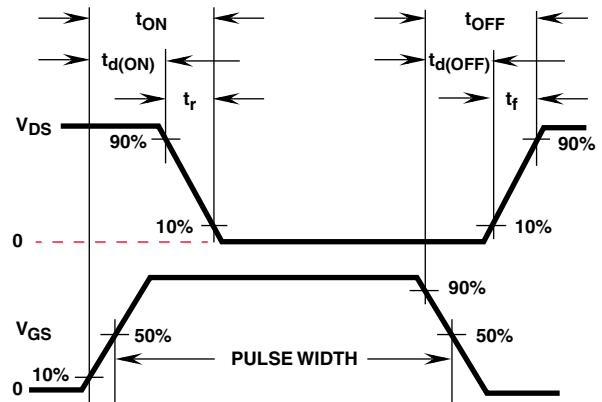 tON tOFF
td(ON) td(OFF)
tr tf
VDS
90% 90%
10% 10%
0
90%
VGS 50% 50%
PULSE WIDTH
10%
0